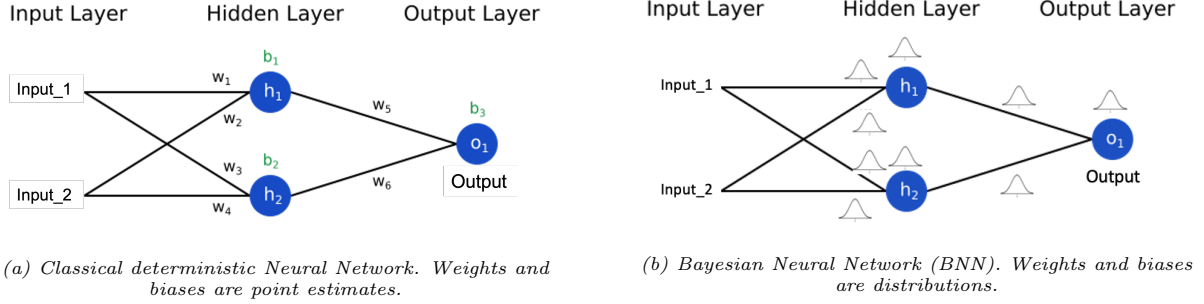 Input Layer Hidden Layer Output Layer
b₁
w₁
Input_1 h₁
w₂ w₅ b₃
o₁
w₃ b₂
Output
w₆
Input_2 h₂
w₄
(a) Classical deterministic Neural Network. Weights and
biases are point estimates.
Input Layer Hidden Layer Output Layer
Input_1 h₁
o₁
Output
Input_2 h₂
(b) Bayesian Neural Network (BNN). Weights and biases
are distributions.